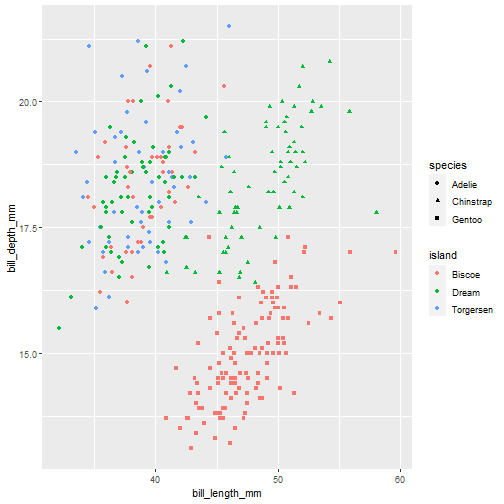 20.0
17.5
15.0
bill_depth_mm
40
50
60
bill_length_mm
species
Adelie
Chinstrap
Gentoo
island
Biscoe
Dream
Torgersen